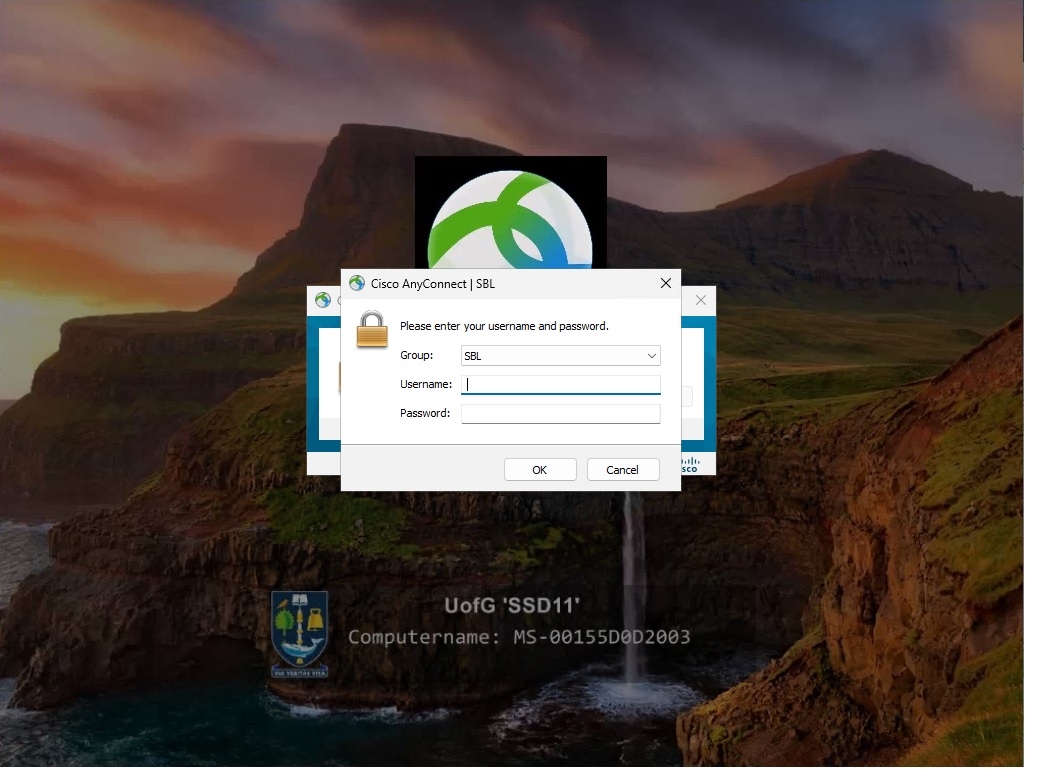 Cisco AnyConnect | SBL
Please enter your username and password.
Group:
SBL
Username:
Password:
OK
Cancel
UofG 'SSD11'
Computername: MS-00155D0D2003
VIA VERITAS VITA